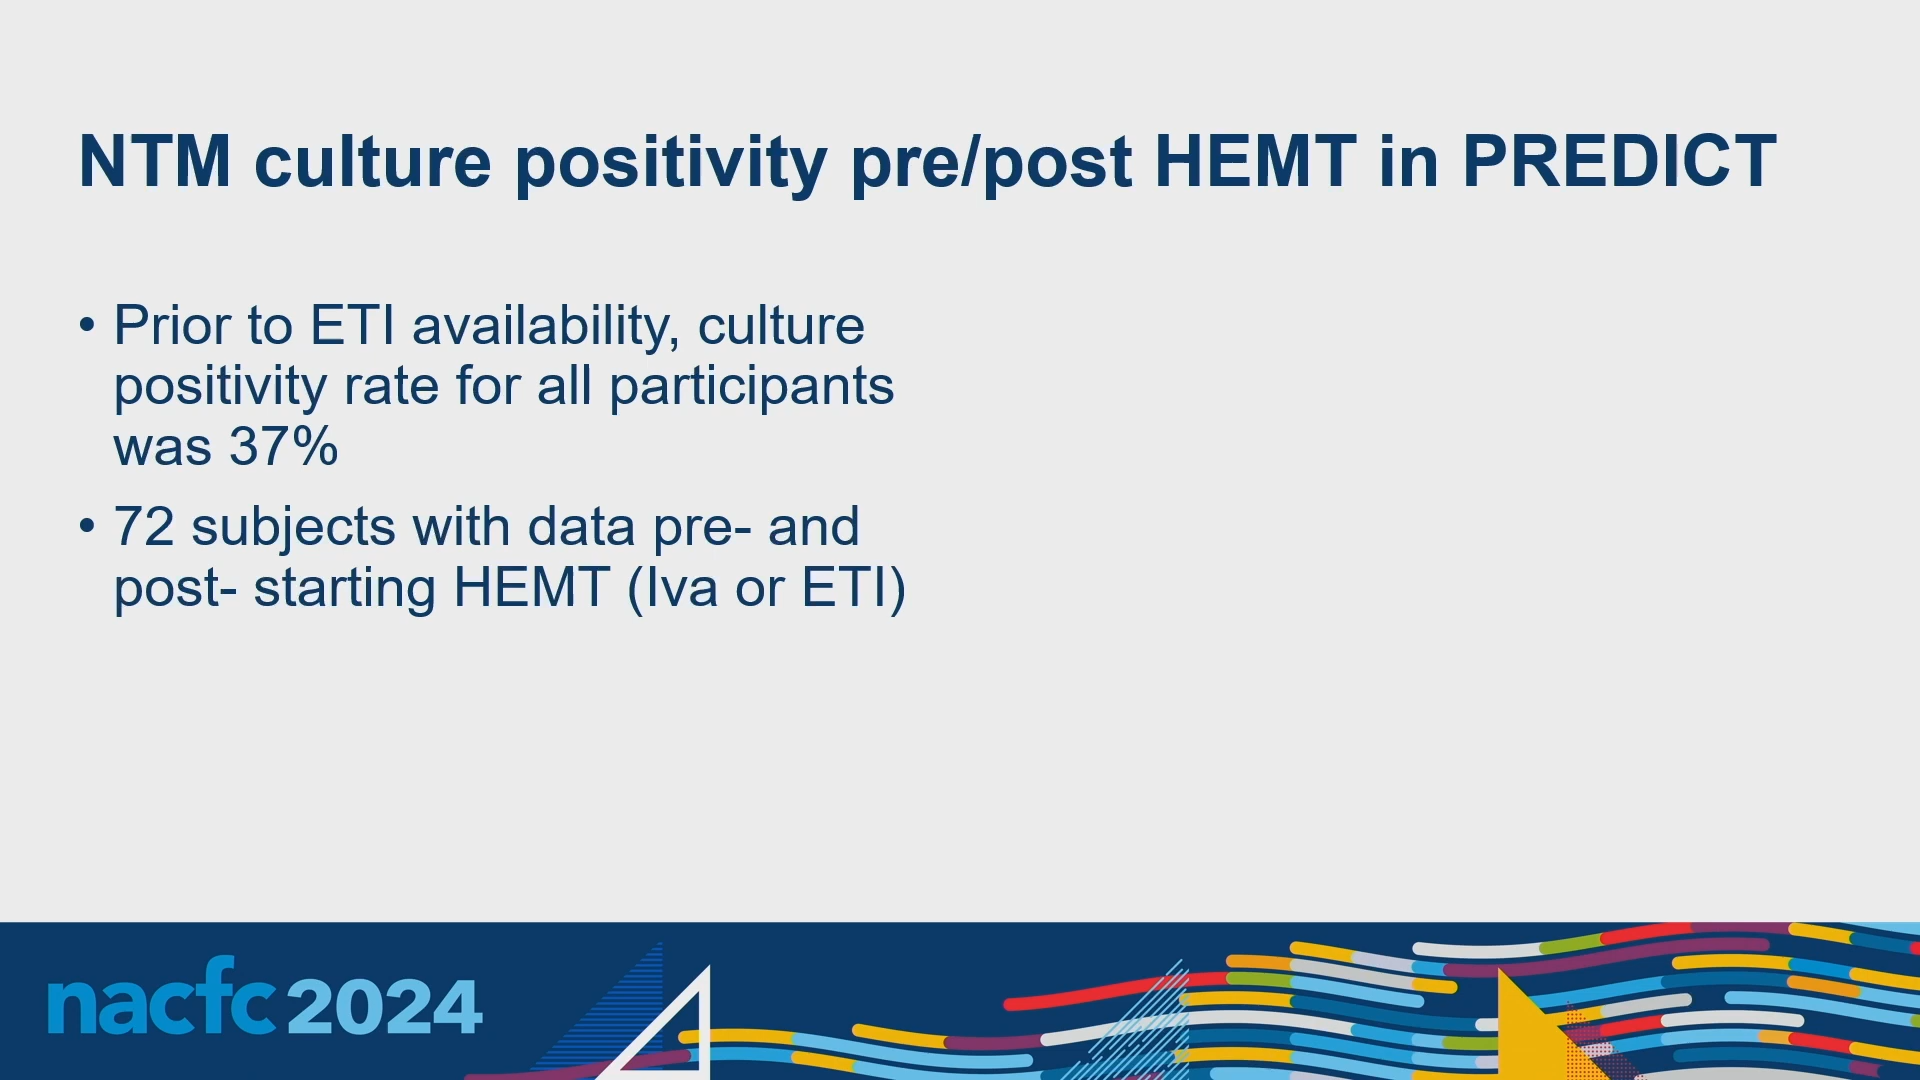 NTM culture positivity pre/post HEMT in PREDICT
• Prior to ETI availability, culture
positivity rate for all participants
was 37%
• 72 subjects with data pre- and
post- starting HEMT (Iva or ETI)
nacfc 2024